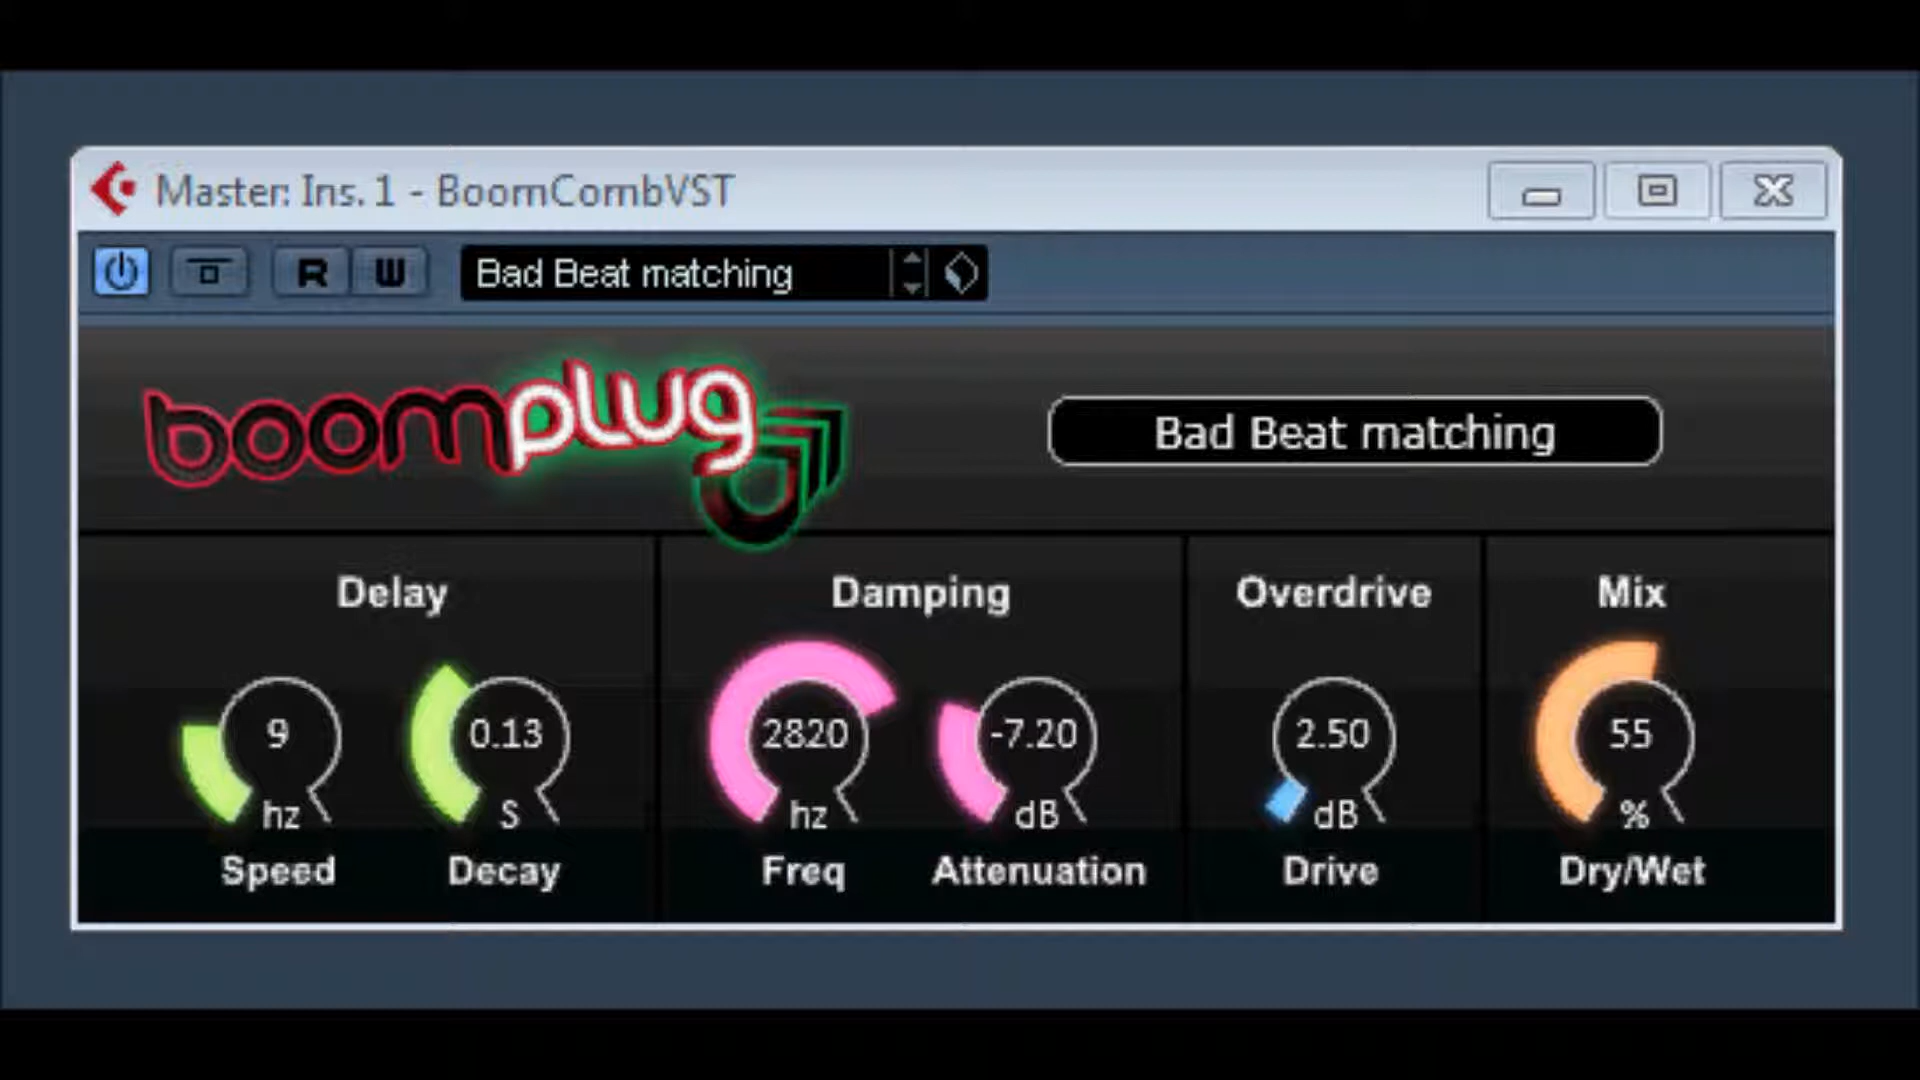 Master: Ins. 1 - BoomCombVST
R W Bad Beat matching
boomplug
Bad Beat matching
Delay Damping Overdrive Mix
9 0.13 2820 -7.20 2.50 55
hz S hz dB dB %
Speed Decay Freq Attenuation Drive Dry/Wet